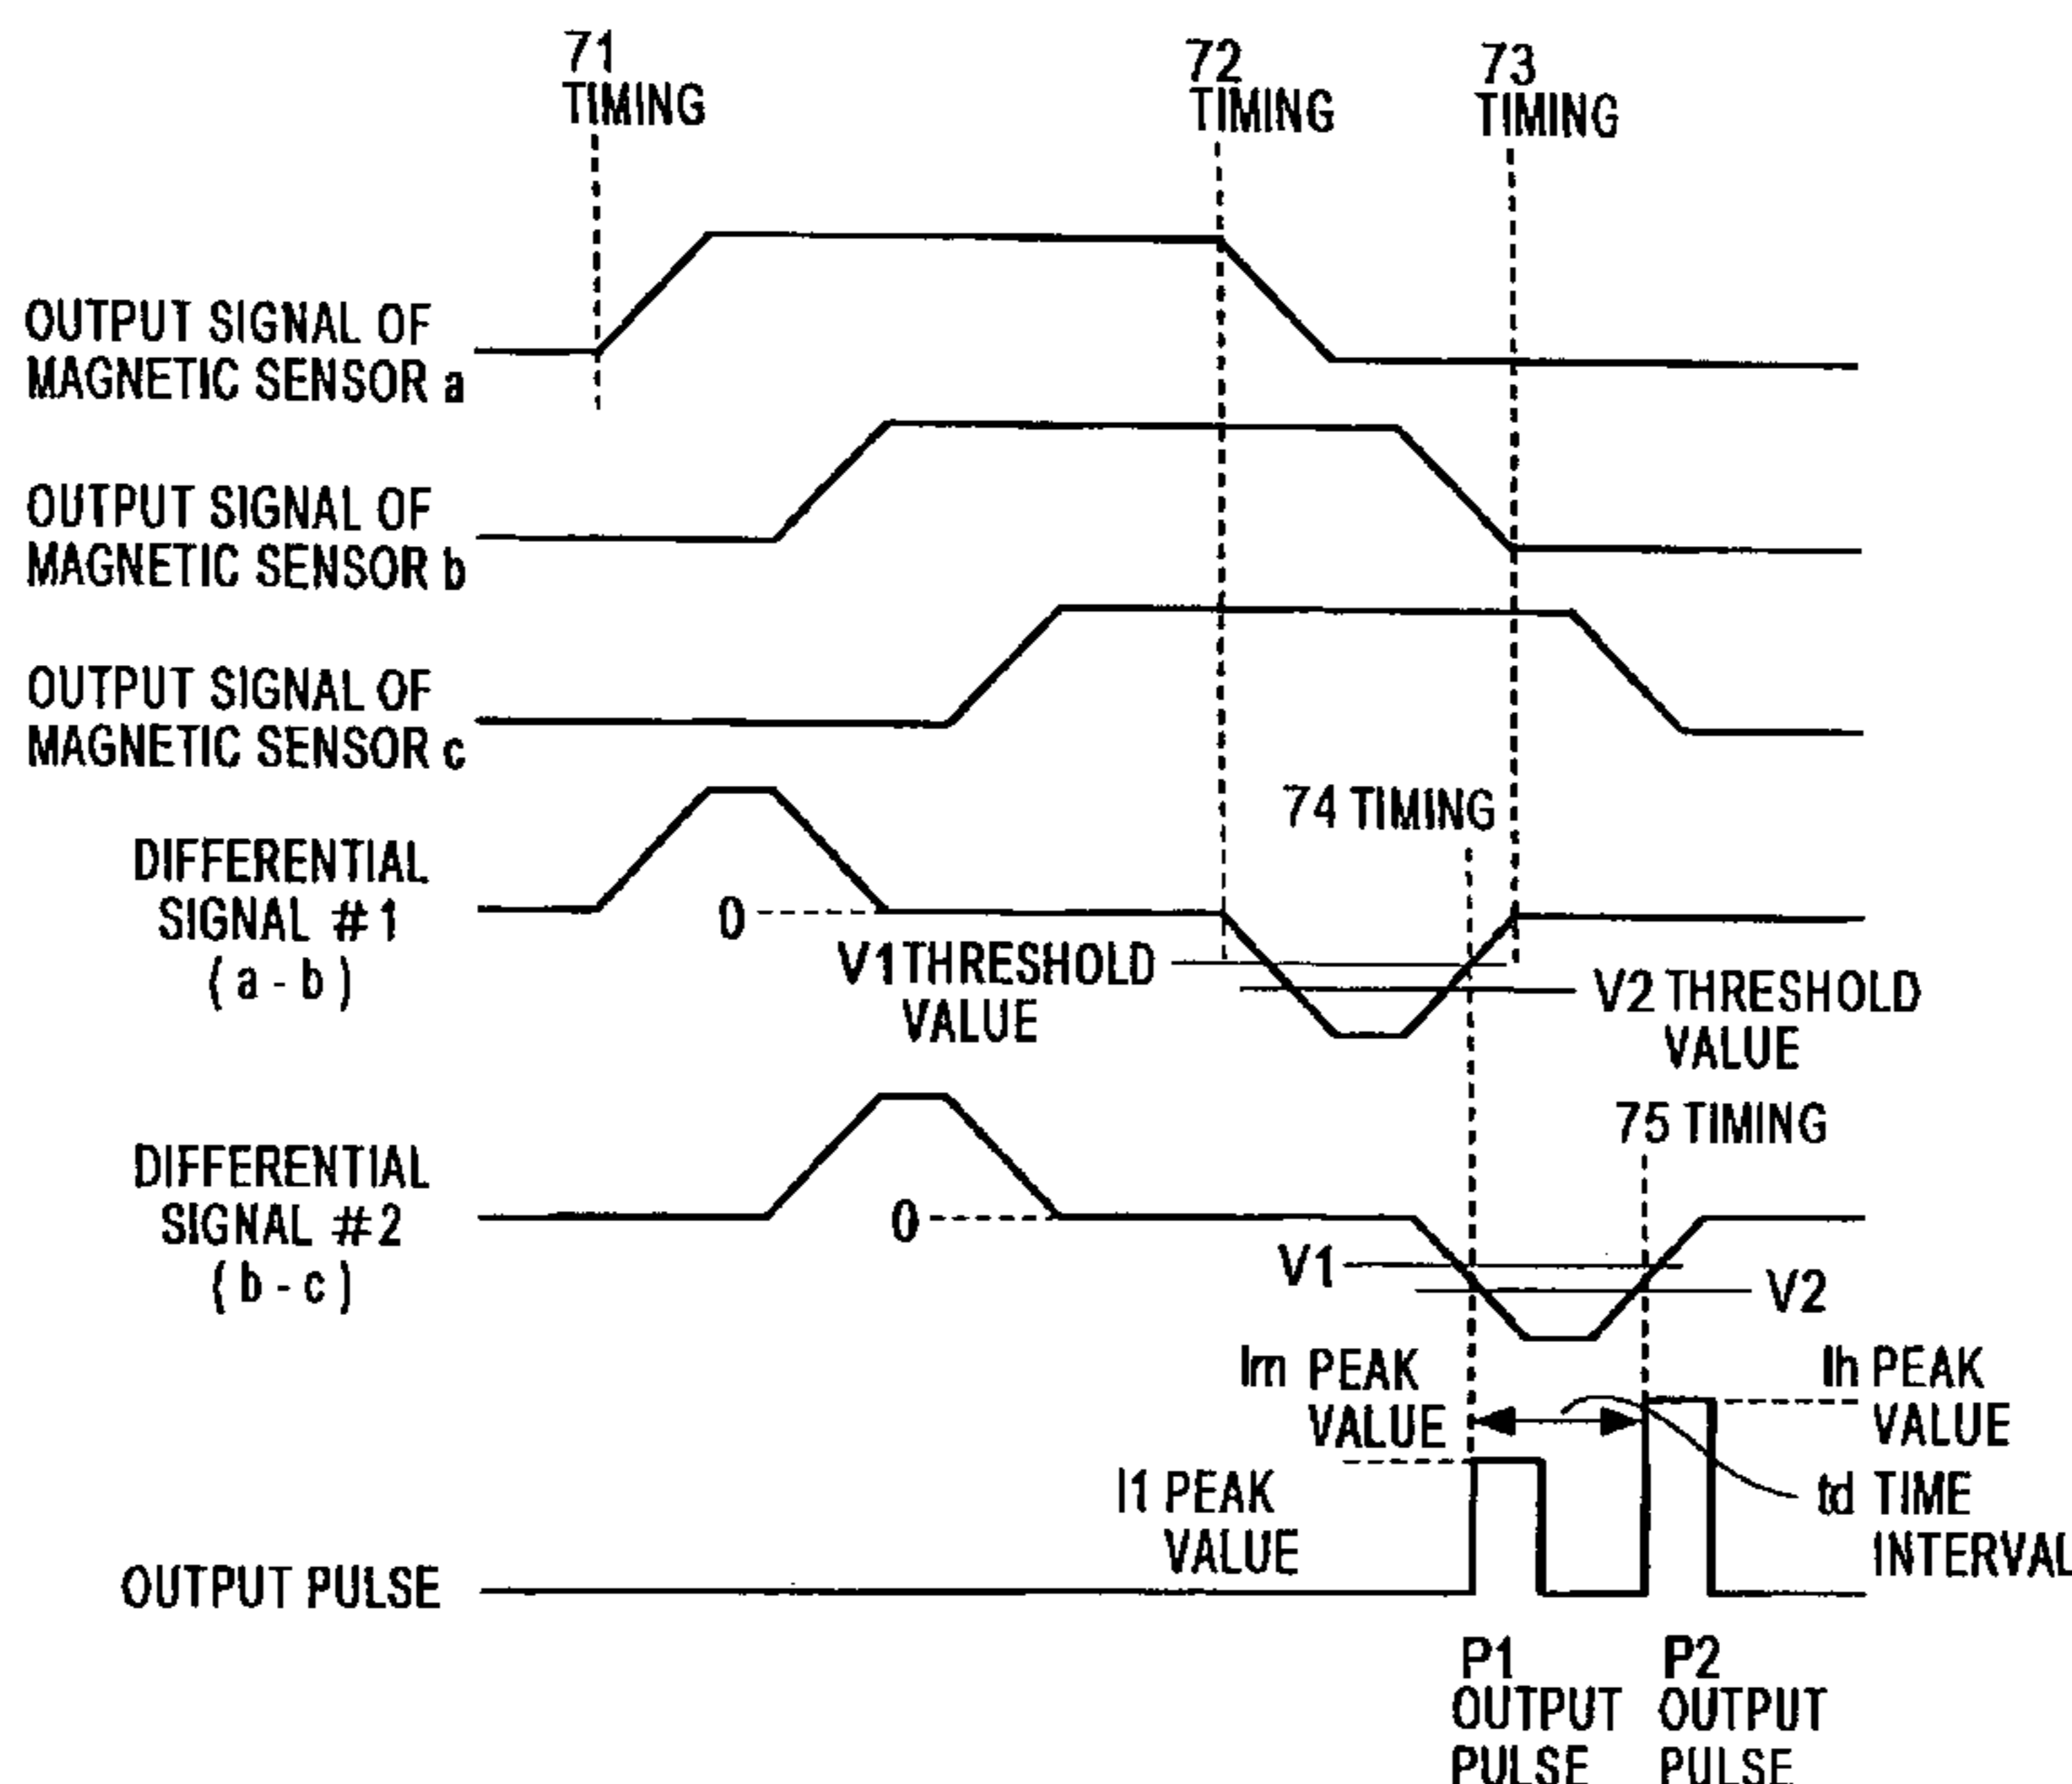 71
TIMING
72
TIMING
73
TIMING
OUTPUT SIGNAL OF
MAGNETIC SENSOR a
OUTPUT SIGNAL OF
MAGNETIC SENSOR b
OUTPUT SIGNAL OF
MAGNETIC SENSOR c
74 TIMING
DIFFERENTIAL
SIGNAL #1
(a-b)
0
V1 THRESHOLD
VALUE
V2 THRESHOLD
VALUE
75 TIMING
DIFFERENTIAL
SIGNAL #2
(b-c)
0
V1
V2
Im PEAK
VALUE
Ih PEAK
VALUE
I1 PEAK
VALUE
td TIME
INTERVAL
OUTPUT PULSE
P1
OUTPUT
PULSE
P2
OUTPUT
PULSE